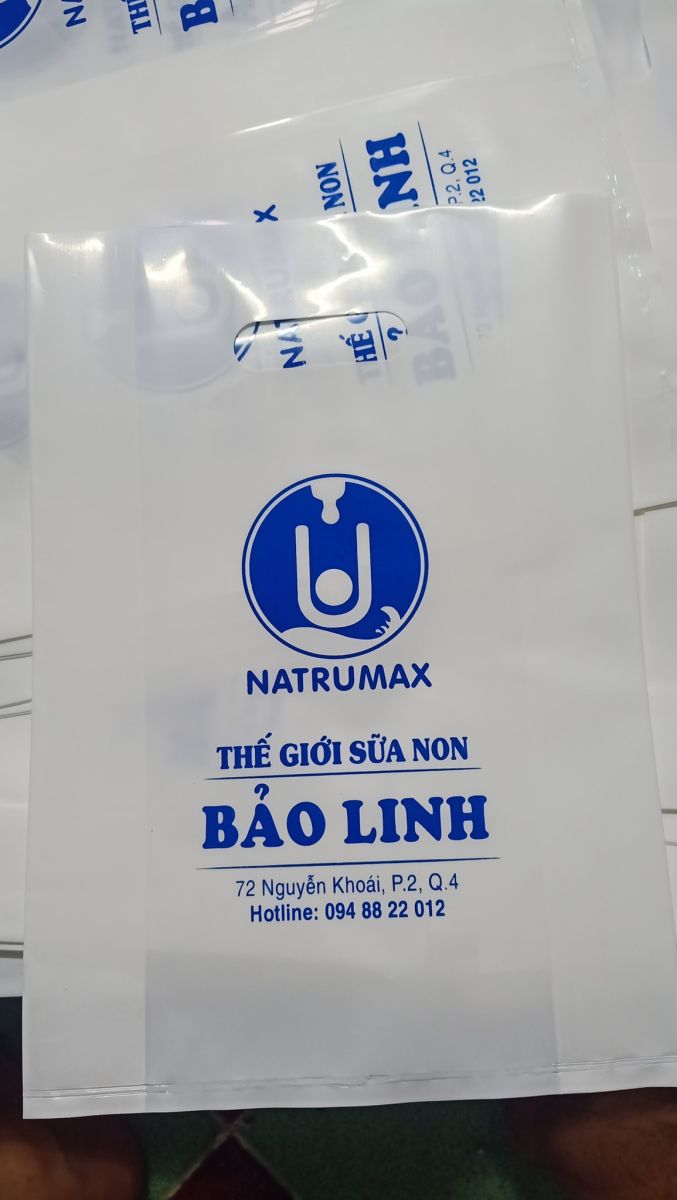 NATRUMAX
THẾ GIỚI SỮA NON
BẢO LINH
72 Nguyễn Khoái, P.2, Q.4
Hotline: 094 88 22 012